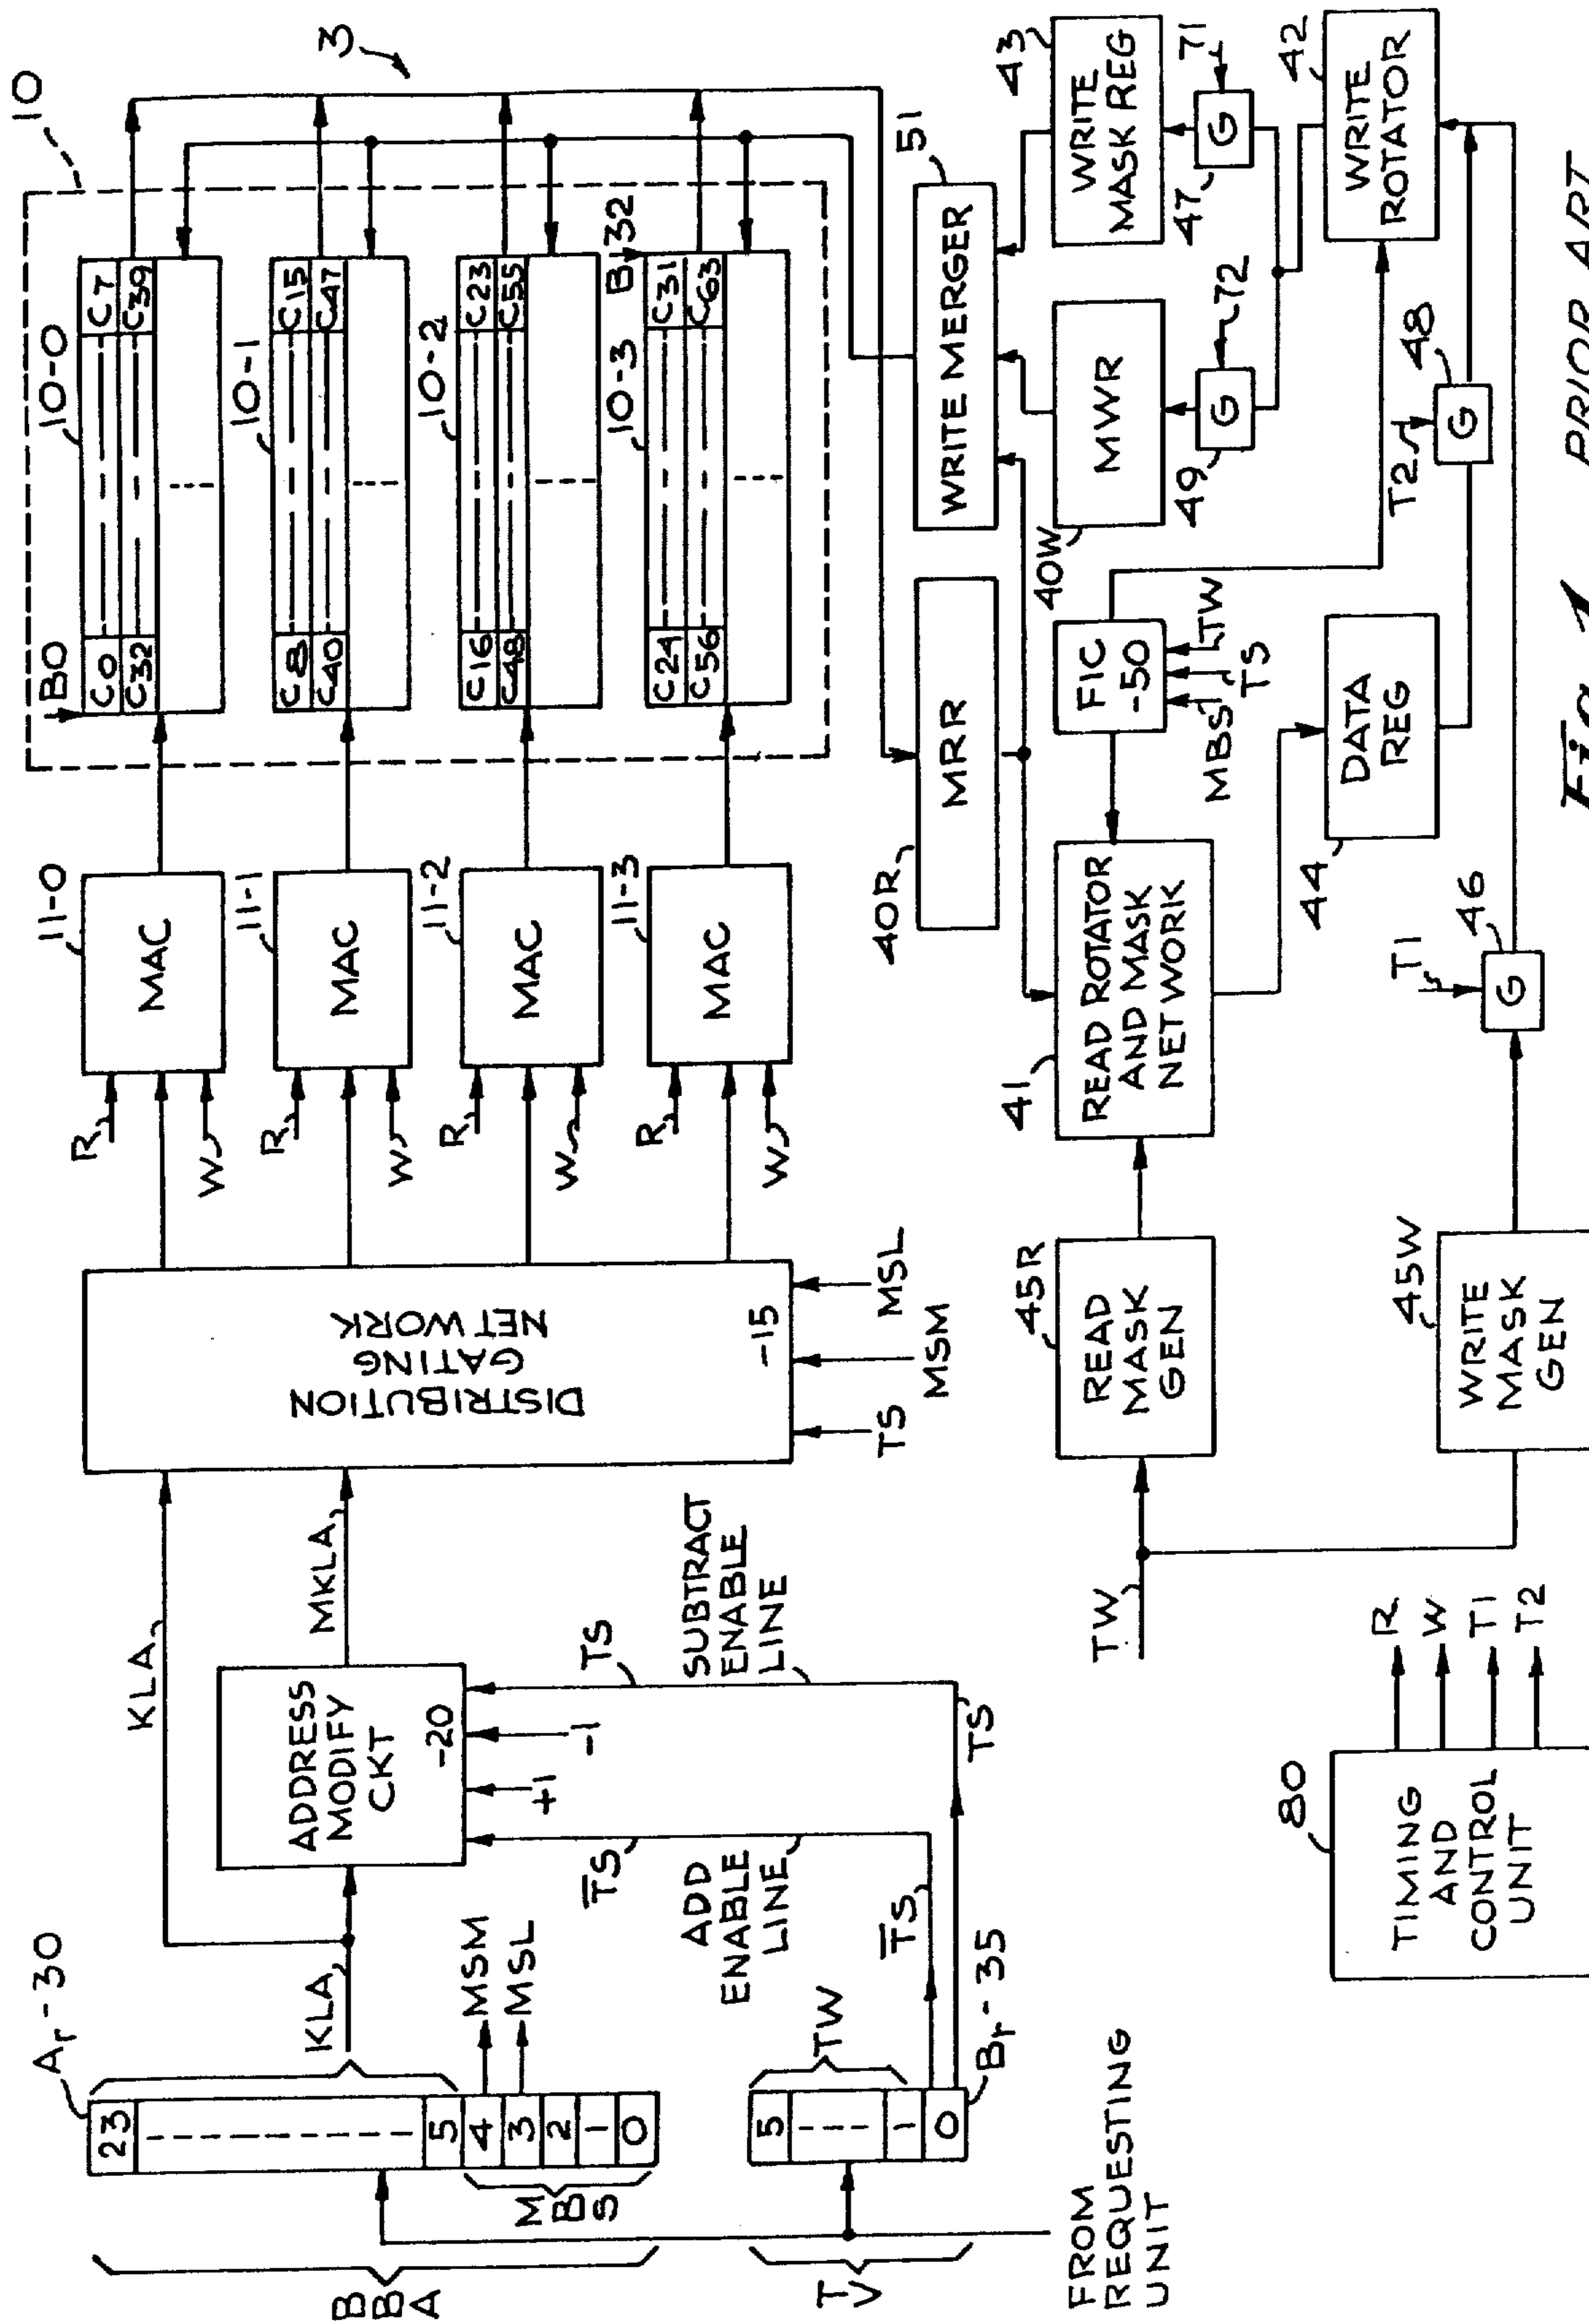 10
3
B0
10-0
C0
C7
C32
C39
10-1
C8
C15
C40
C47
10-2
C16
C23
C48
C55
10-3
B 32
C24
C31
C56
C63
11-0
MAC
R
W
11-1
MAC
R
W
11-2
MAC
R
W
11-3
MAC
R
W
DISTRIBUTION
GATING
NETWORK
-15
TS
MSM
MSL
KLA
MKLA
ADDRESS
MODIFY
CKT
-20
+1
-1
TS
SUBTRACT
ENABLE
LINE
TS
T̅S
ADD
ENABLE
LINE
T̅S
Ar-30
23
5
4
3
2
1
0
KLA
MSM
MSL
MBS
BBA
5
1
0
TW
Br-35
TV
FROM
REQUESTING
UNIT
40R
MRR
WRITE MERGER
51
WRITE
MASK REG
43
G
47
71
MWR
40W
G
49
72
WRITE
ROTATOR
42
FIC
-50
MBS
TS
TW
READ ROTATOR
AND MASK
NETWORK
41
DATA
REG
44
T2
G
48
T1
G
46
READ
MASK
GEN
45R
WRITE
MASK
GEN
45W
TW
80
TIMING
AND
CONTROL
UNIT
R
W
T1
T2
Fig. 1
PRIOR ART